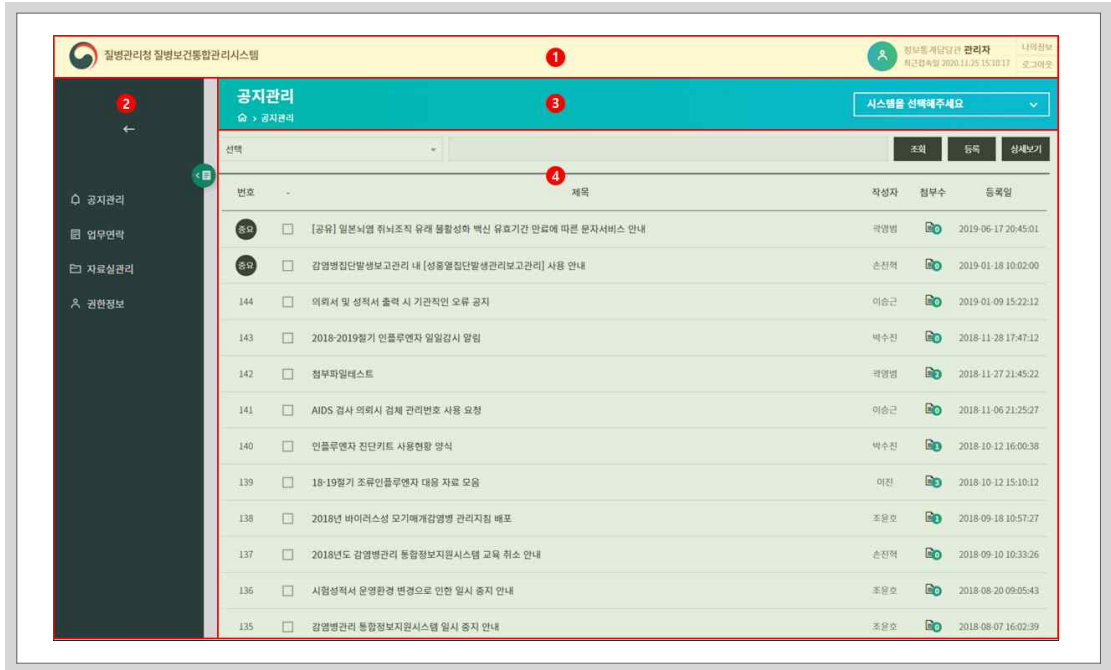 질병관리청 질병보건통합관리시스템
1
정보통계담당관 관리자
최근접속일 2020.11.25 15:10:17
나의정보
로그아웃
2
←
공지관리
업무연락
자료실관리
권한정보
공지관리
> 공지관리
3
시스템을 선택해주세요
선택
조회 등록 상세보기
4
번호 - 제목 작성자 첨부수 등록일
중요 [공유] 일본뇌염 쥐뇌조직 유래 불활성화 백신 유효기간 만료에 따른 문자서비스 안내 곽영범 0 2019-06-17 20:45:01
중요 감염병집단발생보고관리 내 [성홍열집단발생관리보고관리] 사용 안내 손진혁 0 2019-01-18 10:02:00
144 의뢰서 및 성적서 출력 시 기관직인 오류 공지 이승근 0 2019-01-09 15:22:12
143 2018-2019절기 인플루엔자 일일감시 알림 박수진 0 2018-11-28 17:47:12
142 첨부파일테스트 곽영범 2 2018-11-27 21:45:22
141 AIDS 검사 의뢰시 검체 관리번호 사용 요청 이승근 0 2018-11-06 21:25:27
140 인플루엔자 진단키트 사용현황 양식 박수진 1 2018-10-12 16:00:38
139 18-19절기 조류인플루엔자 대응 자료 모음 이진 3 2018-10-12 15:10:12
138 2018년 바이러스성 모기매개감염병 관리지침 배포 조윤호 1 2018-09-18 10:57:27
137 2018년도 감염병관리 통합정보지원시스템 교육 취소 안내 손진혁 0 2018-09-10 10:33:26
136 시험성적서 운영환경 변경으로 인한 일시 중지 안내 조윤호 0 2018-08-20 09:05:43
135 감염병관리 통합정보지원시스템 일시 중지 안내 조윤호 0 2018-08-07 16:02:39